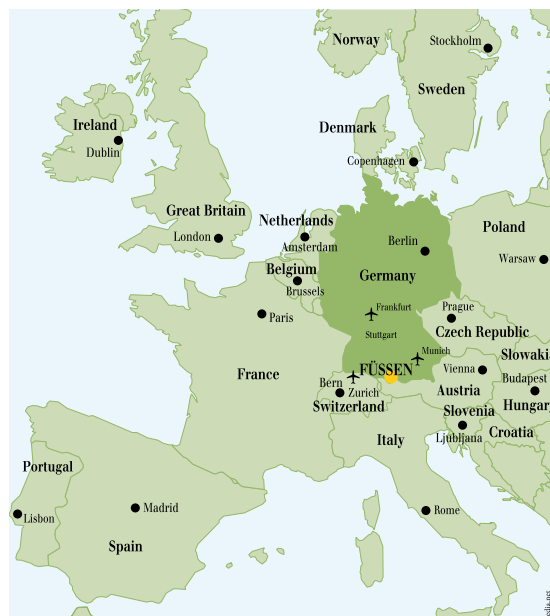 Norway
Stockholm
Sweden
Ireland
Dublin
Denmark
Copenhagen
Great Britain
London
Netherlands
Amsterdam
Poland
Berlin
Warsaw
Belgium
Brussels
Germany
Frankfurt
Prague
Paris
Stuttgart
Czech Republic
Munich
Slovakia
FÜSSEN
Vienna
France
Bern
Zurich
Austria
Budapest
Switzerland
Slovenia
Hungar
Ljubljana
Croatia
Italy
Portugal
Lisbon
Madrid
Rome
Spain